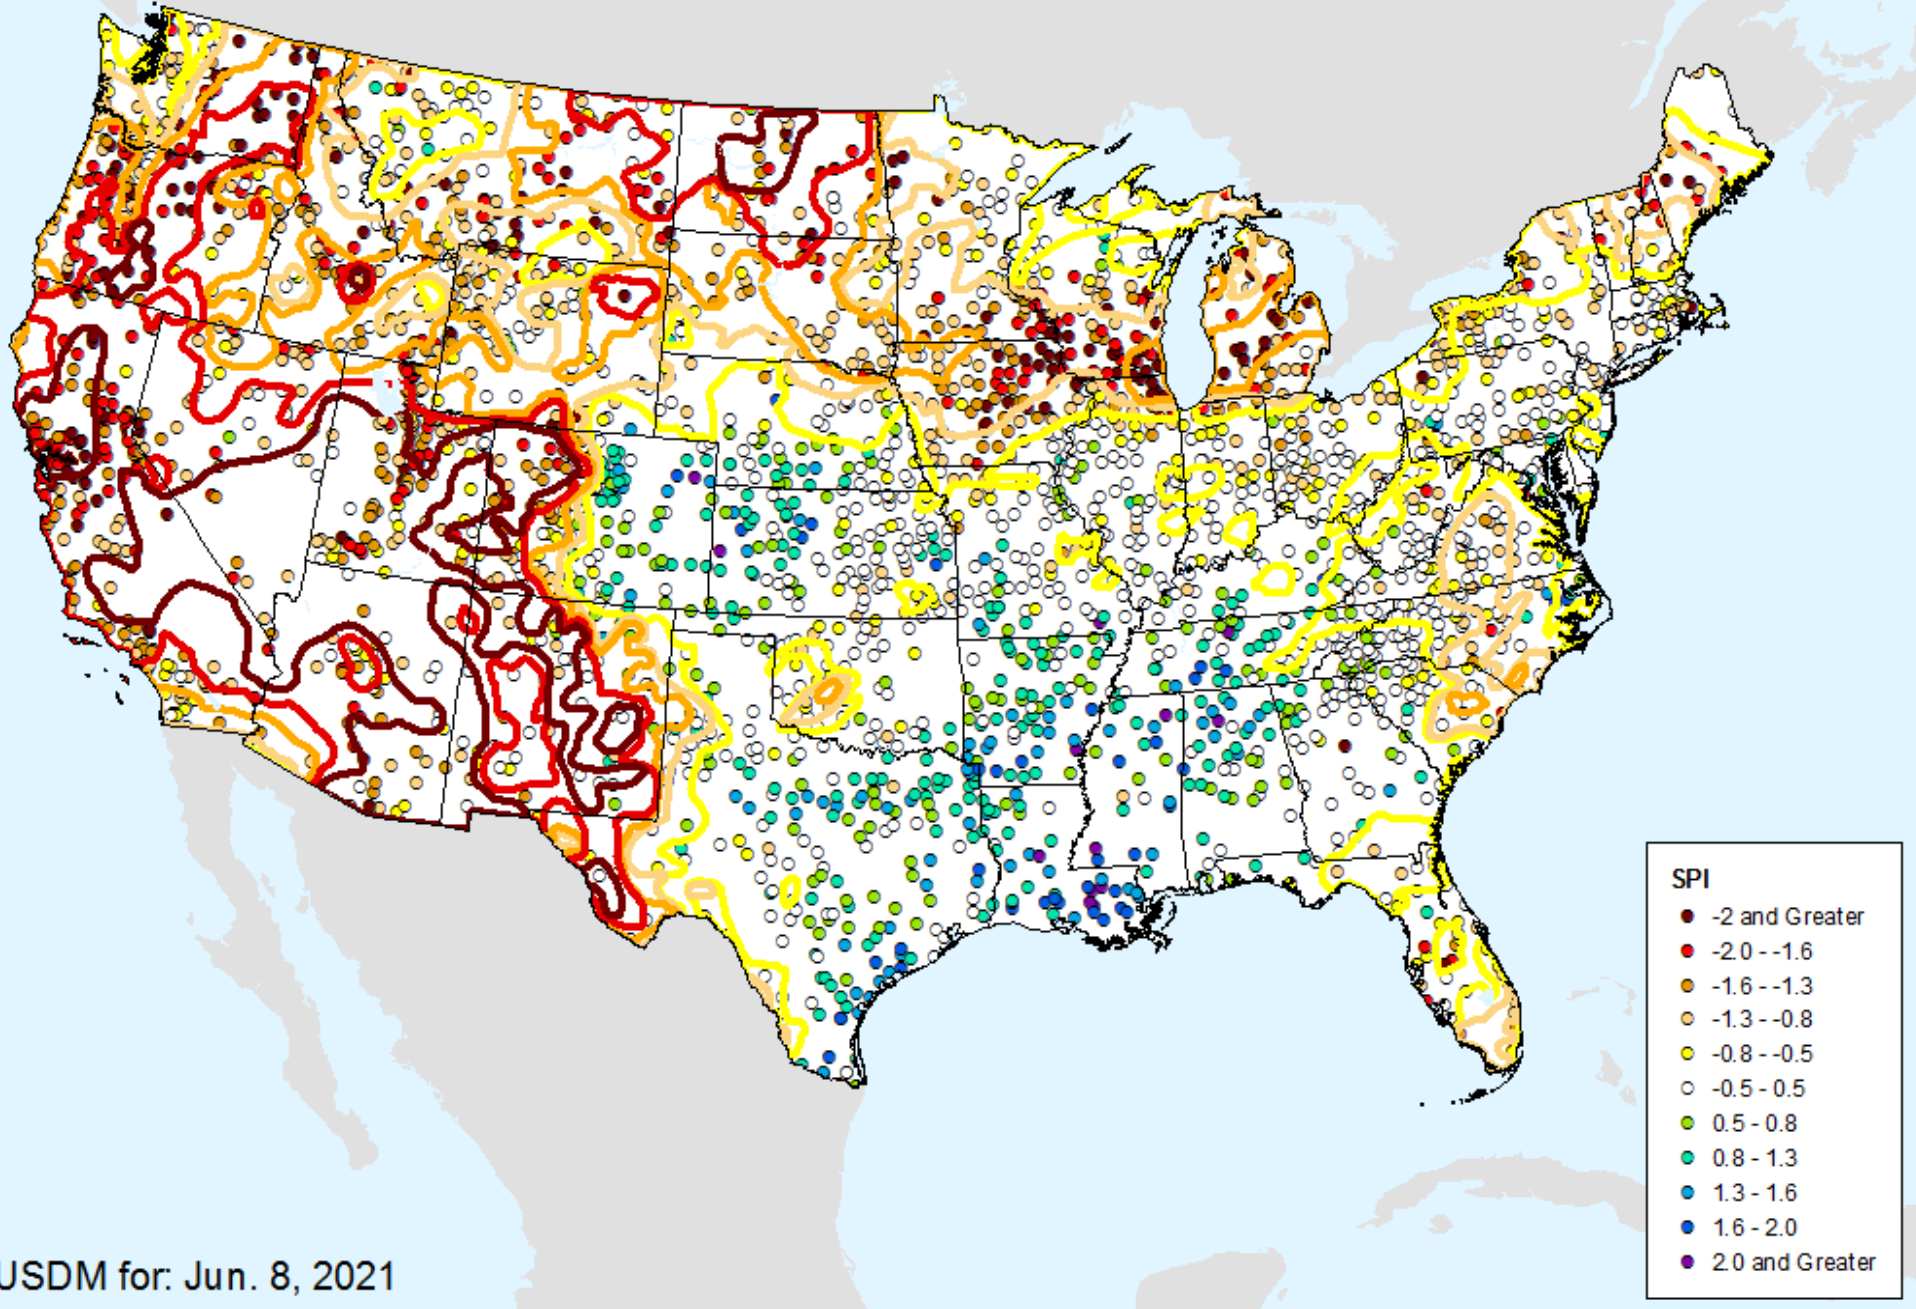 SPI
-2 and Greater
-2.0 - -1.6
-1.6 - -1.3
-1.3 - -0.8
-0.8 - -0.5
-0.5 - 0.5
0.5 - 0.8
0.8 - 1.3
1.3 - 1.6
1.6 - 2.0
2.0 and Greater
USDM for: Jun. 8, 2021